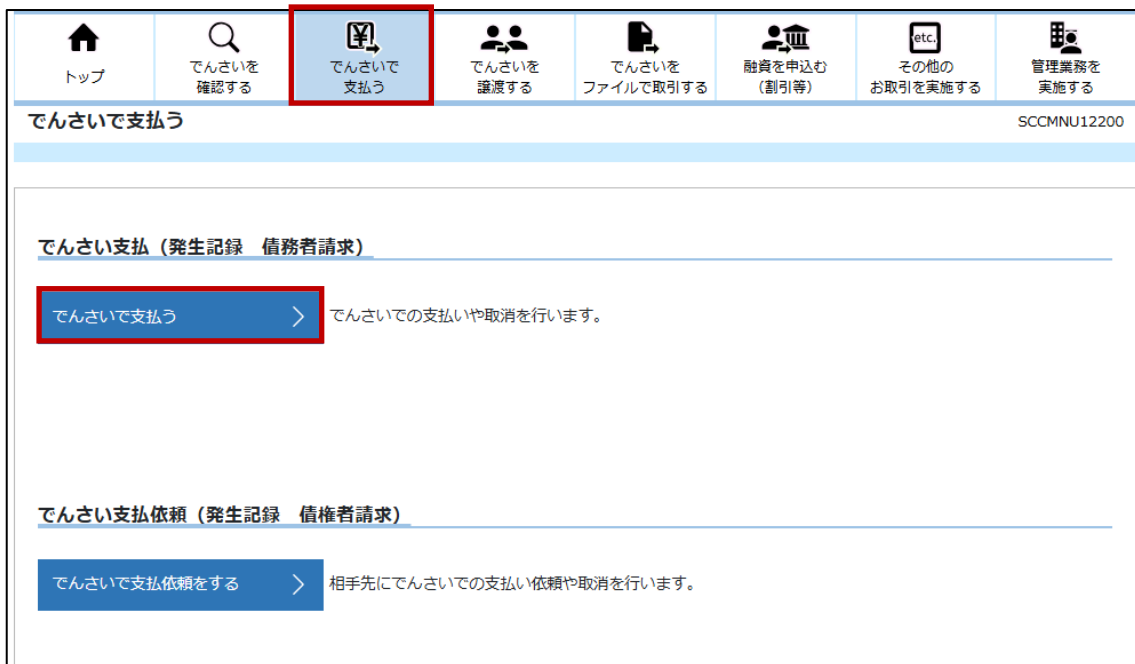 トップ
でんさいを
確認する
でんさいで
支払う
でんさいを
譲渡する
でんさいを
ファイルで取引する
融資を申込む
(割引等)
etc.
その他の
お取引を実施する
管理業務を
実施する
でんさいで支払う
SCCMNU12200
でんさい支払（発生記録　債務者請求）
でんさいで支払う
でんさいでの支払いや取消を行います。
でんさい支払依頼（発生記録　債権者請求）
でんさいで支払依頼をする
相手先にでんさいでの支払い依頼や取消を行います。